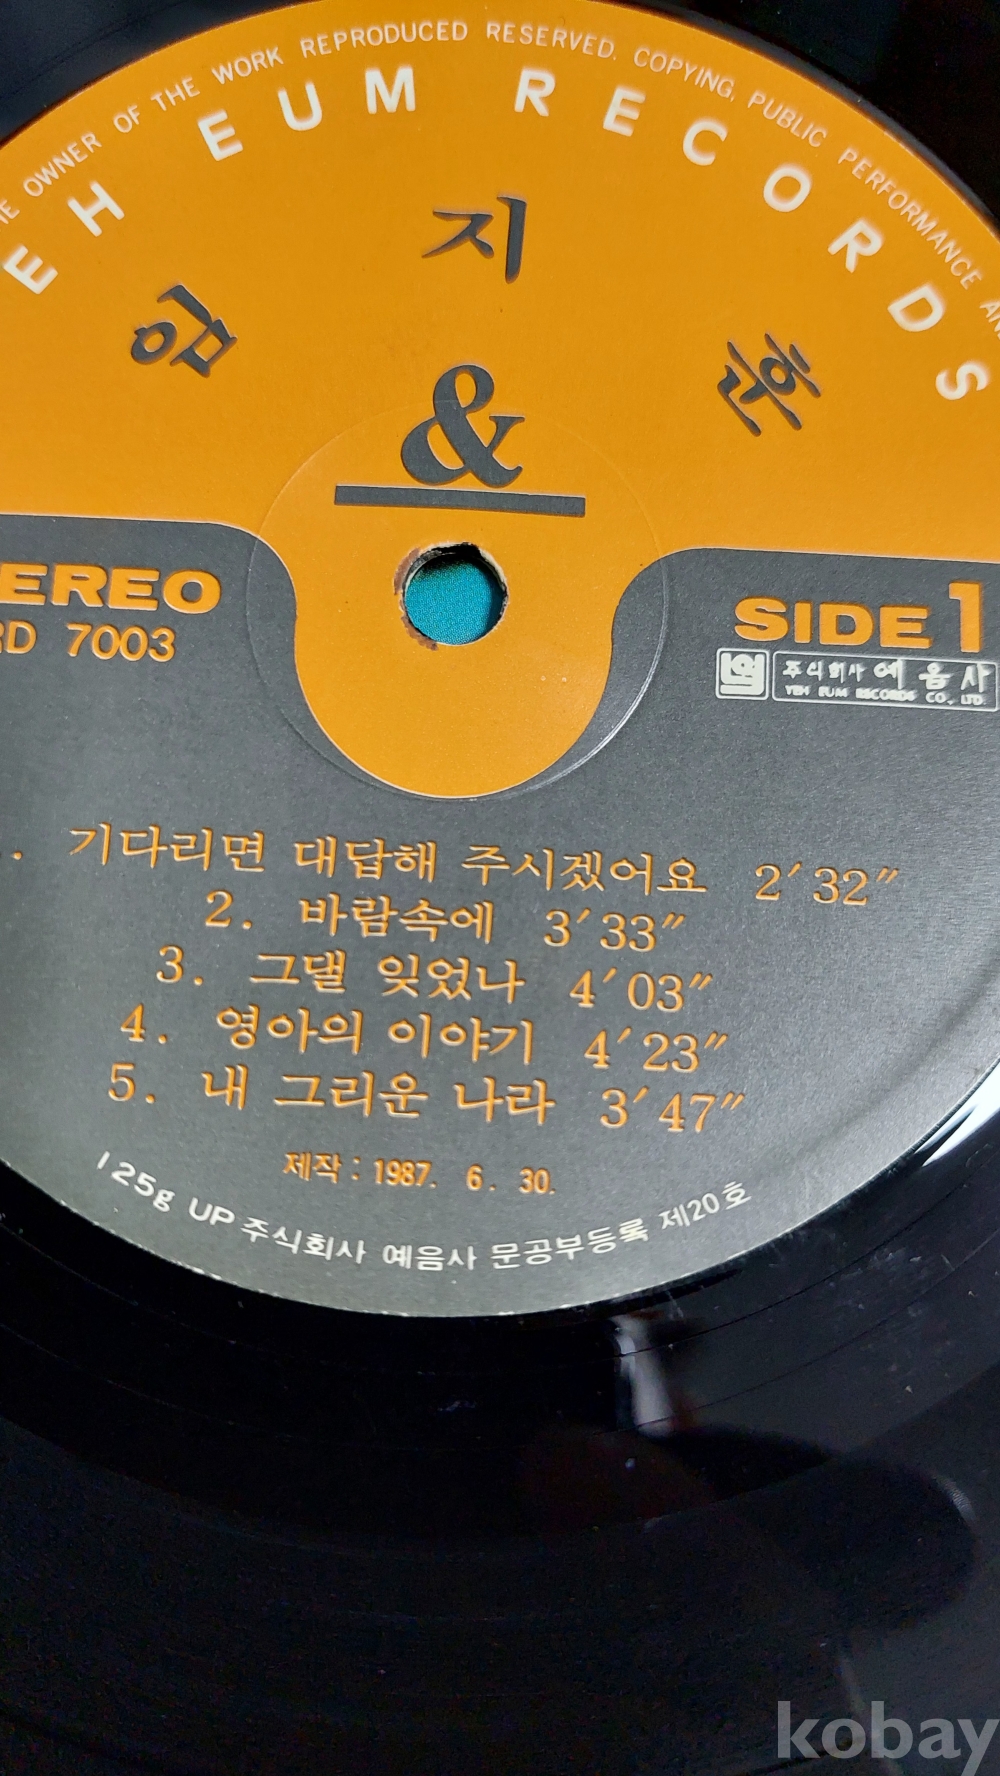 OWNER OF THE WORK REPRODUCED RESERVED. COPYING, PUBLIC PERFORMANCE
EH EUM RECORDS
임지훈
&
EREO
RD 7003
SIDE 1
주식회사 예음사
YEH EUM RECORDS CO., LTD.
. 기다리면 대답해 주시겠어요 2′32″
2. 바람속에 3′33″
3. 그댈 잊었나 4′03″
4. 영아의 이야기 4′23″
5. 내 그리운 나라 3′47″
제작 : 1987. 6. 30.
125g UP 주식회사 예음사 문공부등록 제20호
kobay